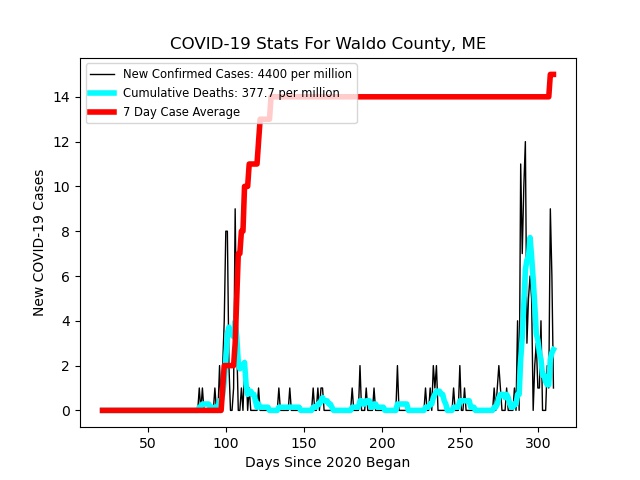 COVID-19 Stats For Waldo County, ME
New Confirmed Cases: 4400 per million
Cumulative Deaths: 377.7 per million
7 Day Case Average
New COVID-19 Cases
14
12
10
8
6
4
2
0
50
100
150
200
250
300
Days Since 2020 Began